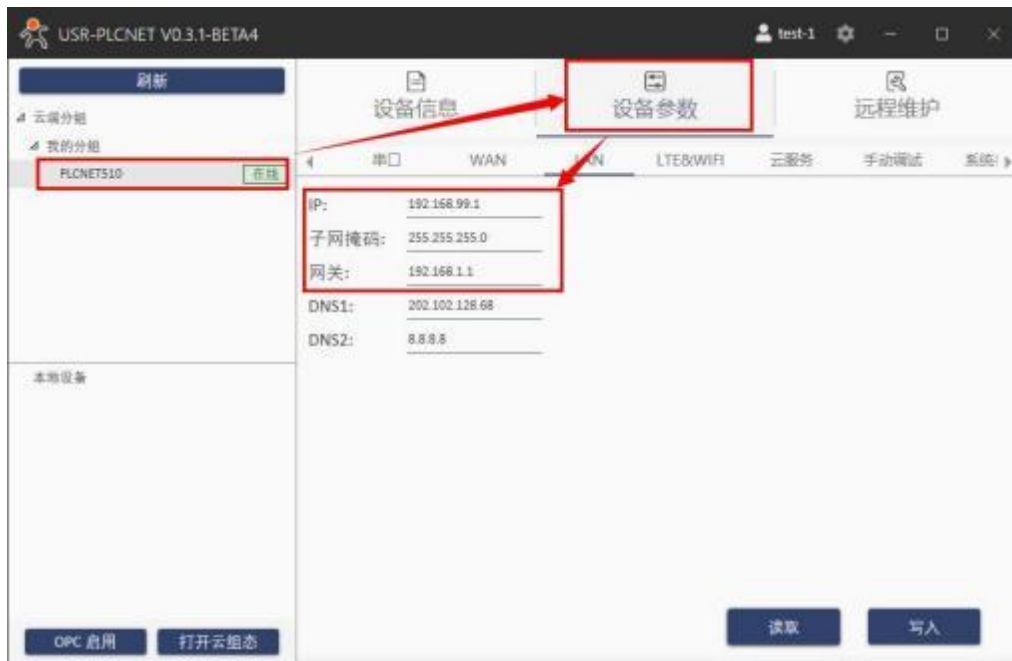 USR-PLCNET V0.3.1-BETA4
test-1
刷新
云端分组
我的分组
PLCNET510
在线
本地设备
OPC 启用
打开云组态
设备信息
设备参数
远程维护
串口
WAN
LAN
LTE&WIFI
云服务
手动调试
系统
IP: 192.168.99.1
子网掩码: 255.255.255.0
网关: 192.168.1.1
DNS1: 202.102.128.68
DNS2: 8.8.8.8
读取
写入